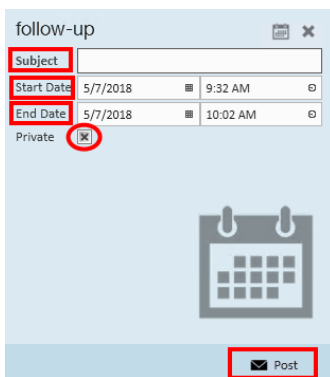 follow-up
Subject
Start Date 5/7/2018 9:32 AM
End Date 5/7/2018 10:02 AM
Private
Post